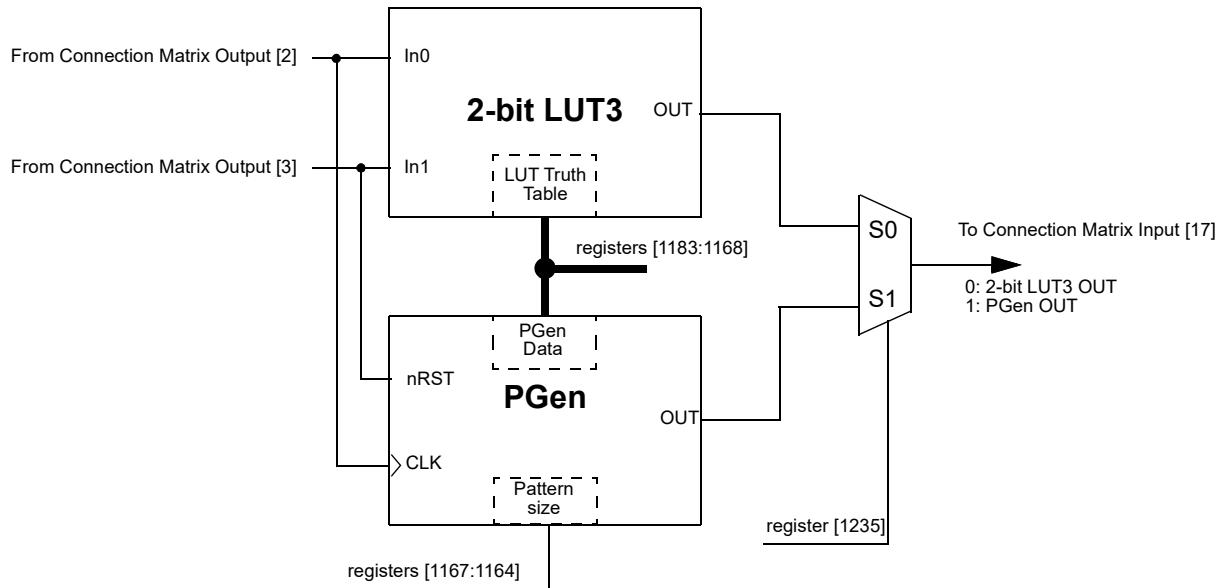 From Connection Matrix Output [2]
In0
2-bit LUT3
OUT
From Connection Matrix Output [3]
In1
LUT Truth
Table
S0
To Connection Matrix Input [17]
registers [1183:1168]
0: 2-bit LUT3 OUT
S1
1: PGen OUT
PGen
Data
nRST
PGen
OUT
CLK
Pattern
size
register [1235]
registers [1167:1164]